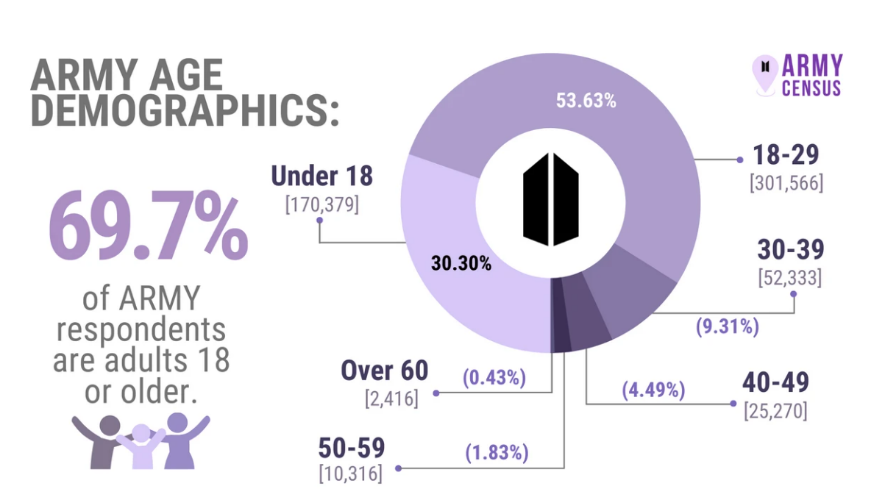 ARMY AGE
DEMOGRAPHICS:
69.7%
of ARMY
respondents
are adults 18
or older.
ARMY
CENSUS
53.63%
18-29
[301,566]
Under 18
[170,379]
30.30%
30-39
[52,333]
(9.31%)
Over 60
[2,416]
(0.43%)
(4.49%)
40-49
[25,270]
50-59
[10,316]
(1.83%)